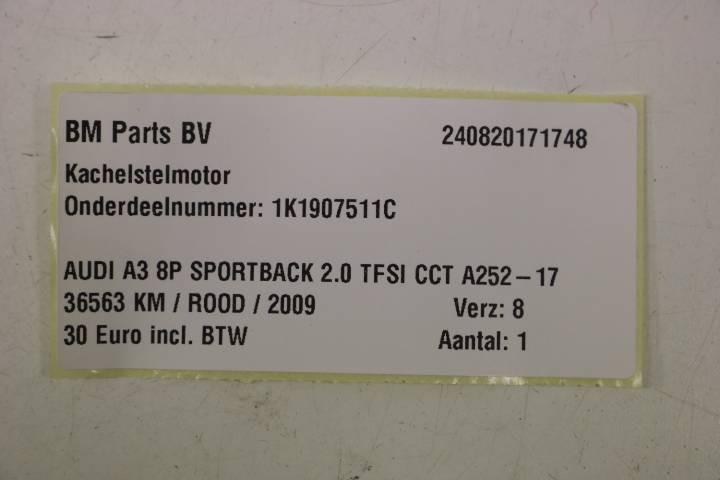 BM Parts BV 240820171748
Kachelstelmotor
Onderdeelnummer: 1K1907511C
AUDI A3 8P SPORTBACK 2.0 TFSI CCT A252-17
36563 KM / ROOD / 2009 Verz: 8
30 Euro incl. BTW Aantal: 1